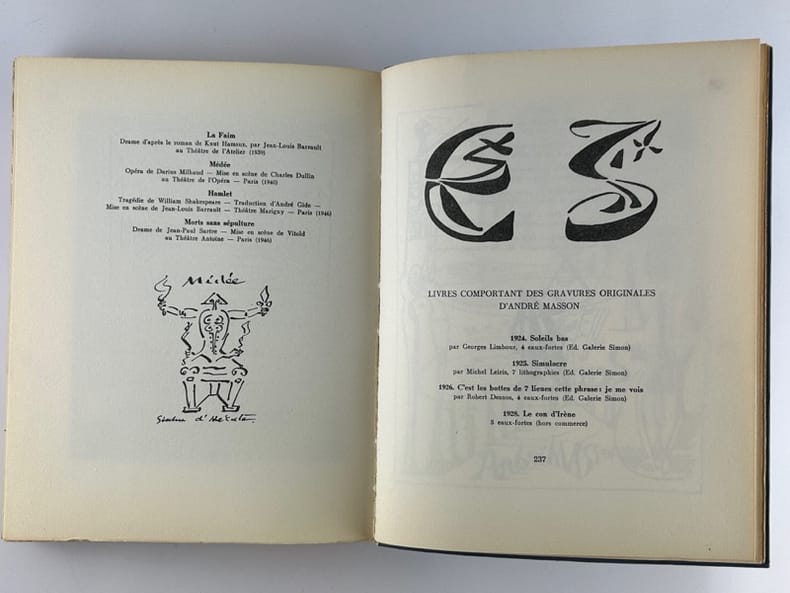 La Faim
Drame d'après le roman de Knut Hamsun, par Jean-Louis Barrault
au Théâtre de l'Atelier (1939)
Médée
Opéra de Darius Milhaud — Mise en scène de Charles Dullin
au Théâtre de l'Opéra — Paris (1940)
Hamlet
Tragédie de William Shakespeare — Traduction d'André Gide —
Mise en scène de Jean-Louis Barrault — Théâtre Marigny — Paris (1946)
Morts sans sépulture
Drame de Jean-Paul Sartre — Mise en scène de Vitold
au Théâtre Antoine — Paris (1946)
Médée
Statue d'Hécate.
ES
LIVRES COMPORTANT DES GRAVURES ORIGINALES
D'ANDRÉ MASSON
1924. Soleils bas
par Georges Limbour, 4 eaux-fortes (Ed. Galerie Simon)
1925. Simulacre
par Michel Leiris, 7 lithographies (Ed. Galerie Simon)
1926. C'est les bottes de 7 lieues cette phrase : je me vois
par Robert Desnos, 4 eaux-fortes (Ed. Galerie Simon)
1928. Le con d'Irène
5 eaux-fortes (hors commerce)
237